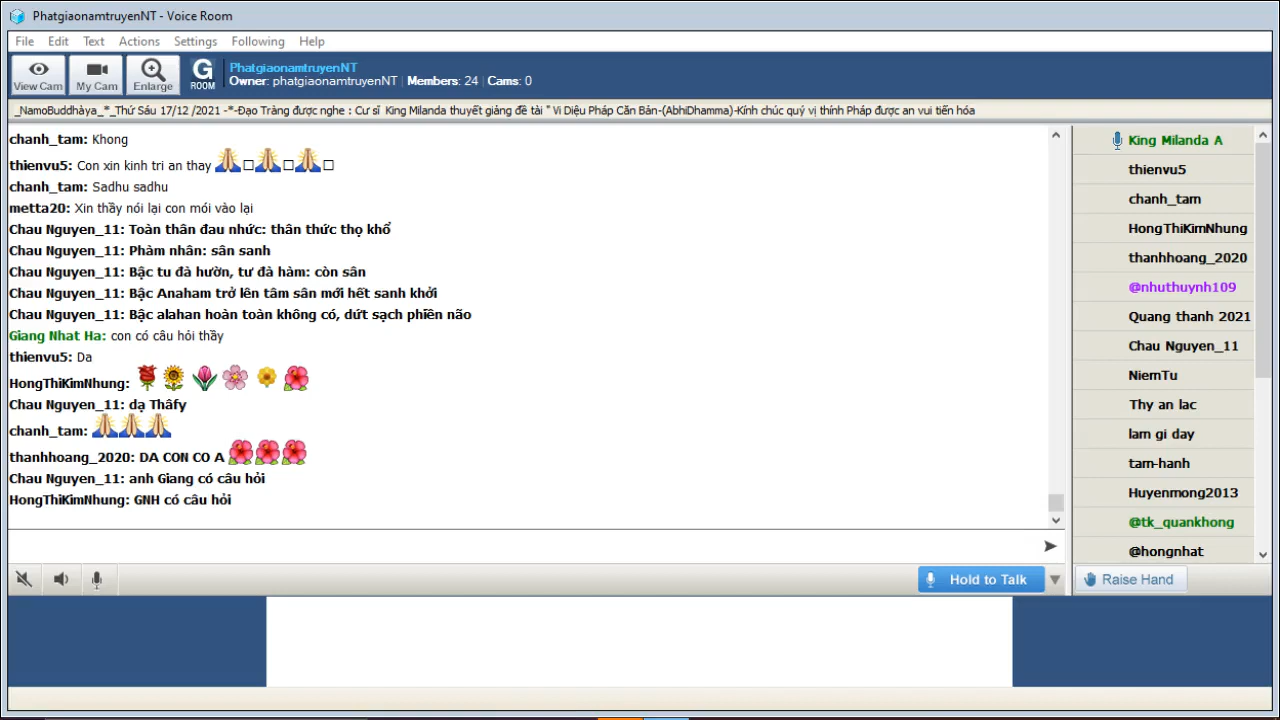 PhatgiaonamtruyenNT - Voice Room
File Edit Text Actions Settings Following Help
View Cam My Cam Enlarge G ROOM
PhatgiaonamtruyenNT
Owner: phatgiaonamtruyenNT | Members: 24 | Cams: 0
_NamoBuddhàya_*_Thứ Sáu 17/12 /2021 -*-Đạo Tràng được nghe : Cư sĩ King Milanda thuyết giảng đề tài " Vi Diệu Pháp Căn Bản-(AbhiDhamma)-Kính chúc quý vị thính Pháp được an vui tiến hóa
chanh_tam: Khong
thienvu5: Con xin kinh tri an thay
chanh_tam: Sadhu sadhu
metta20: Xin thầy nói lại con mói vào lại
Chau Nguyen_11: Toàn thân đau nhức: thân thức thọ khổ
Chau Nguyen_11: Phàm nhân: sân sanh
Chau Nguyen_11: Bậc tu đà hườn, tư đà hàm: còn sân
Chau Nguyen_11: Bậc Anaham trở lên tâm sân mới hết sanh khởi
Chau Nguyen_11: Bậc alahan hoàn toàn không có, dứt sạch phiền não
Giang Nhat Ha: con có câu hỏi thầy
thienvu5: Da
HongThiKimNhung:
Chau Nguyen_11: dạ Thâfy
chanh_tam:
thanhhoang_2020: DA CON CO A
Chau Nguyen_11: anh Giang có câu hỏi
HongThiKimNhung: GNH có câu hỏi
King Milanda A
thienvu5
chanh_tam
HongThiKimNhung
thanhhoang_2020
@nhuthuynh109
Quang thanh 2021
Chau Nguyen_11
NiemTu
Thy an lac
lam gi day
tam-hanh
Huyenmong2013
@tk_quankhong
@hongnhat
Hold to Talk
Raise Hand